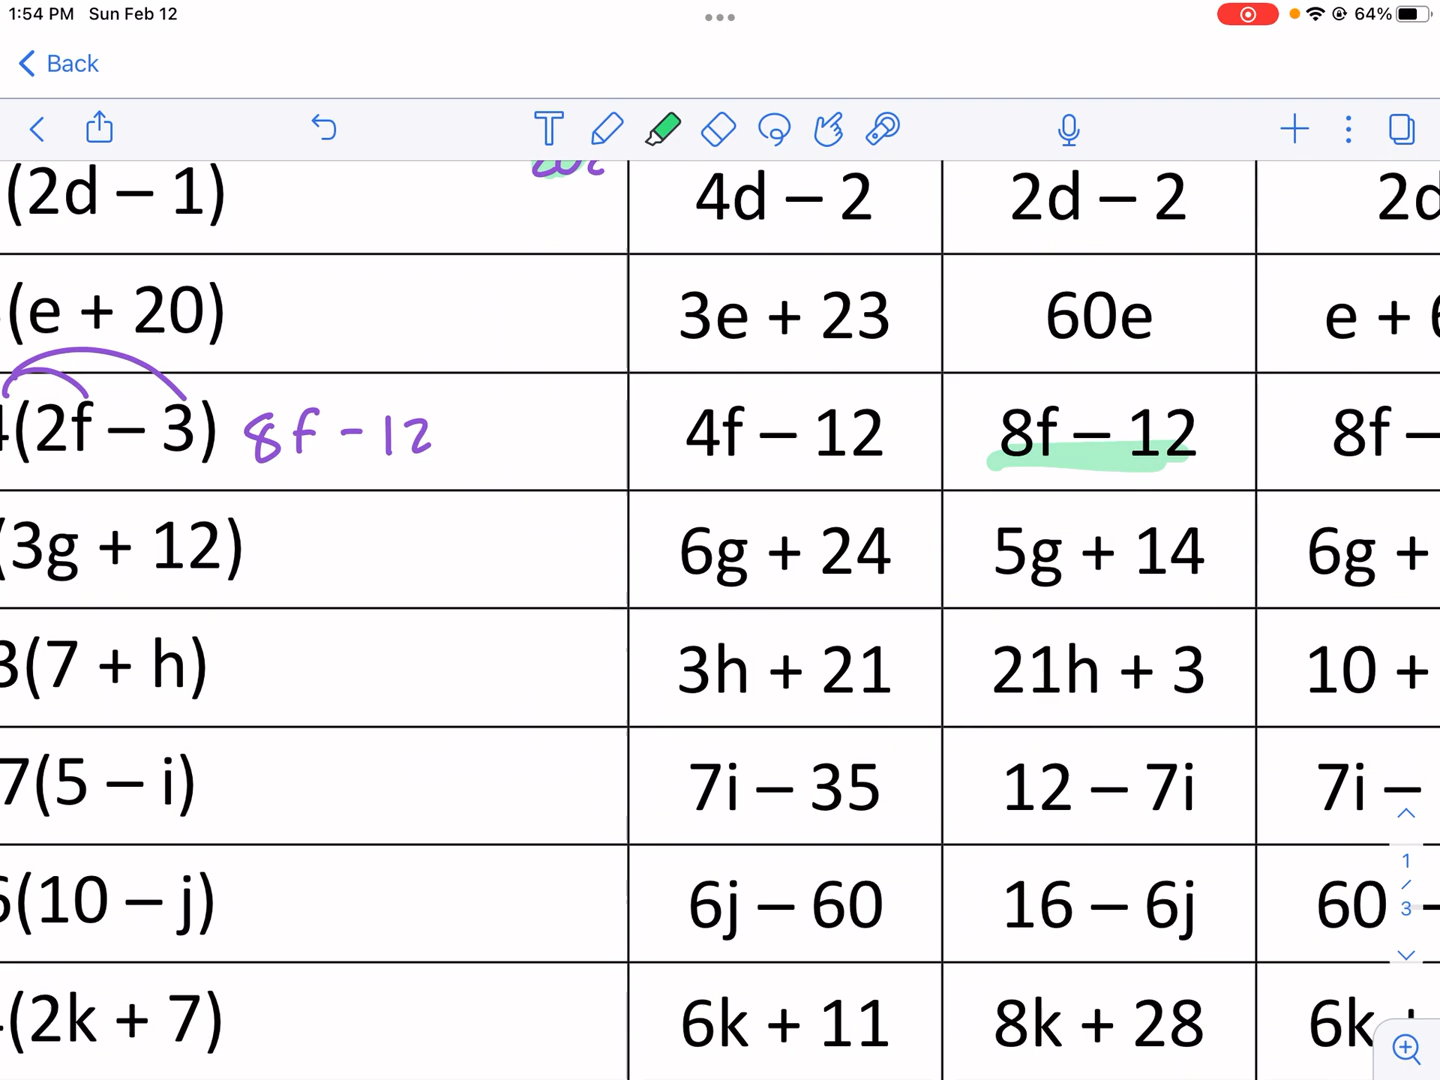 1:54 PM Sun Feb 12
64%
Back
(2d – 1) 4d – 2 2d – 2 2d
(e + 20) 3e + 23 60e e + 6
4(2f – 3) 8f - 12 4f – 12 8f – 12 8f –
(3g + 12) 6g + 24 5g + 14 6g +
3(7 + h) 3h + 21 21h + 3 10 +
7(5 – i) 7i – 35 12 – 7i 7i –
6(10 – j) 6j – 60 16 – 6j 60 –
(2k + 7) 6k + 11 8k + 28 6k +
1
/
3